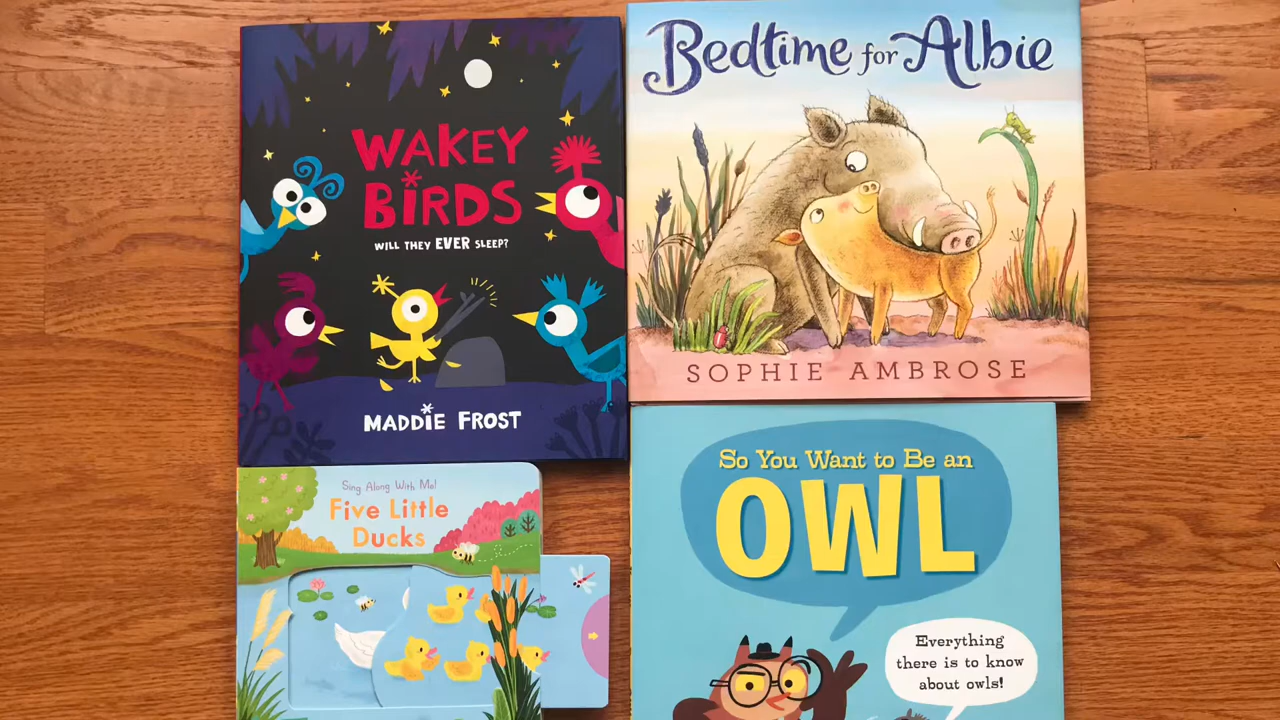 WAKEY
BIRDS
WILL THEY EVER SLEEP?
MADDIE FROST
Bedtime for Albie
SOPHIE AMBROSE
Sing Along With Me!
Five Little
Ducks
So You Want to Be an
OWL
Everything
there is to know
about owls!